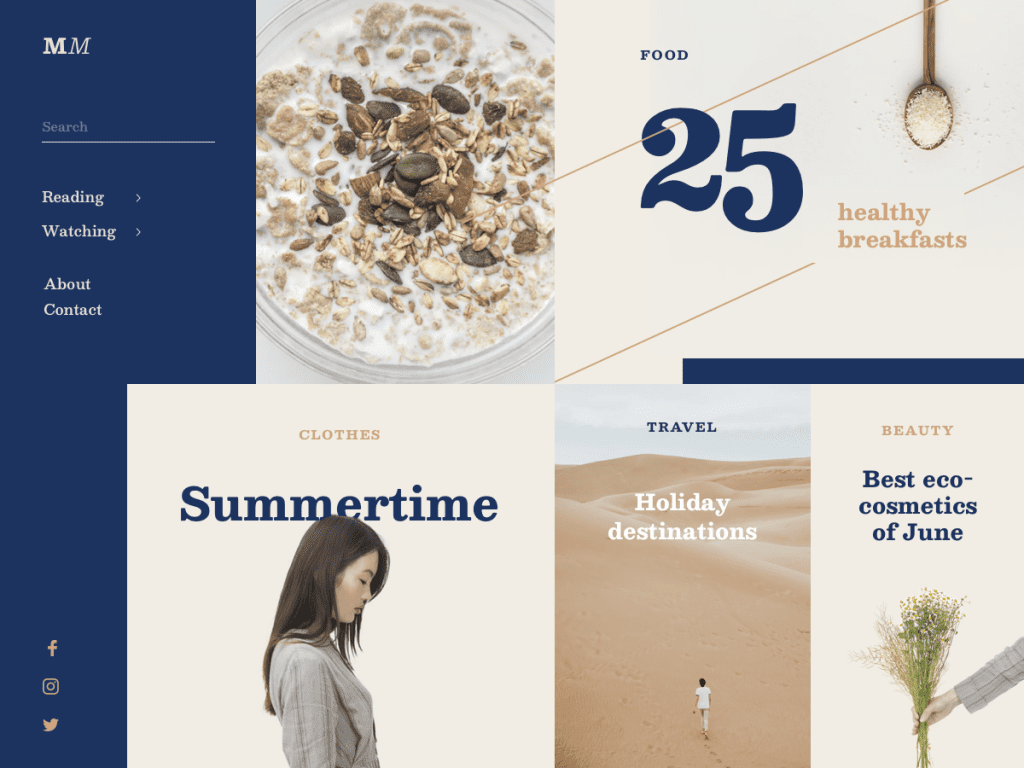 MM
Search
Reading
Watching
About
Contact
FOOD
25
healthy
breakfasts
CLOTHES
Summertime
TRAVEL
Holiday
destinations
BEAUTY
Best eco-
cosmetics
of June